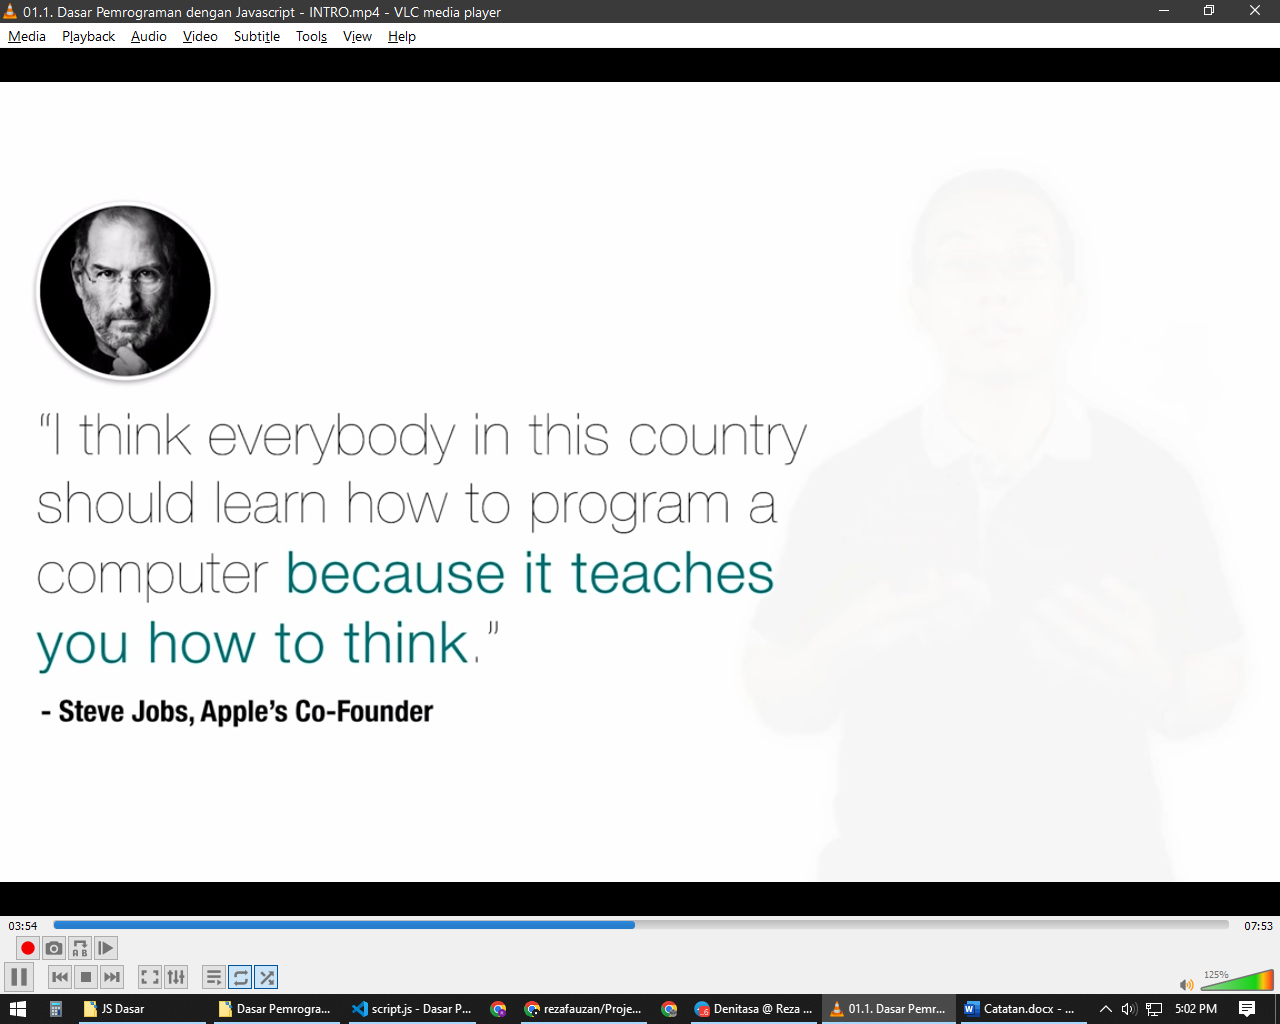 01.1. Dasar Pemrograman dengan Javascript - INTRO.mp4 - VLC media player
Media Playback Audio Video Subtitle Tools View Help
“I think everybody in this country
should learn how to program a
computer because it teaches
you how to think.”
- Steve Jobs, Apple’s Co-Founder
03:54 07:53
A B
125%
JS Dasar
Dasar Pemrogra...
script.js - Dasar P...
rezafauzan/Proje...
Denitasa @ Reza ...
01.1. Dasar Pemr...
Catatan.docx - ...
5:02 PM